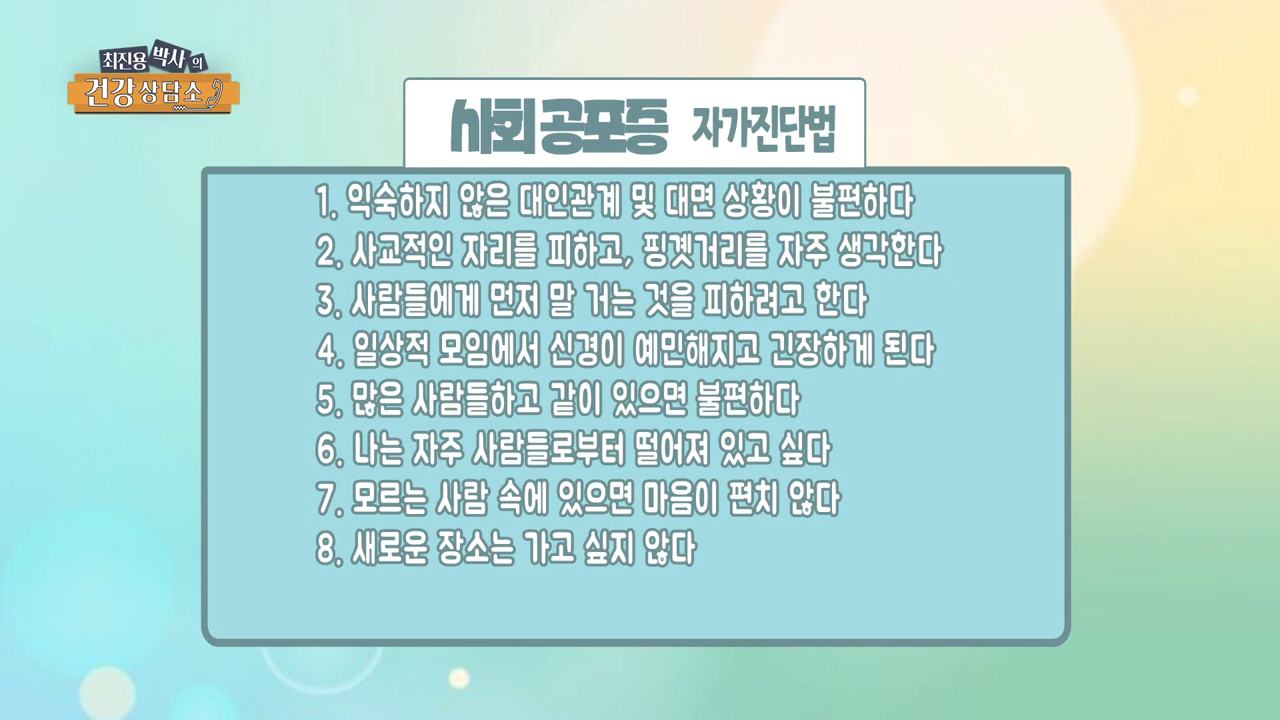 최진용 박사의
건강상담소
사회공포증 자가진단법
1. 익숙하지 않은 대인관계 및 대면 상황이 불편하다
2. 사교적인 자리를 피하고, 핑곗거리를 자주 생각한다
3. 사람들에게 먼저 말 거는 것을 피하려고 한다
4. 일상적 모임에서 신경이 예민해지고 긴장하게 된다
5. 많은 사람들하고 같이 있으면 불편하다
6. 나는 자주 사람들로부터 떨어져 있고 싶다
7. 모르는 사람 속에 있으면 마음이 편치 않다
8. 새로운 장소는 가고 싶지 않다